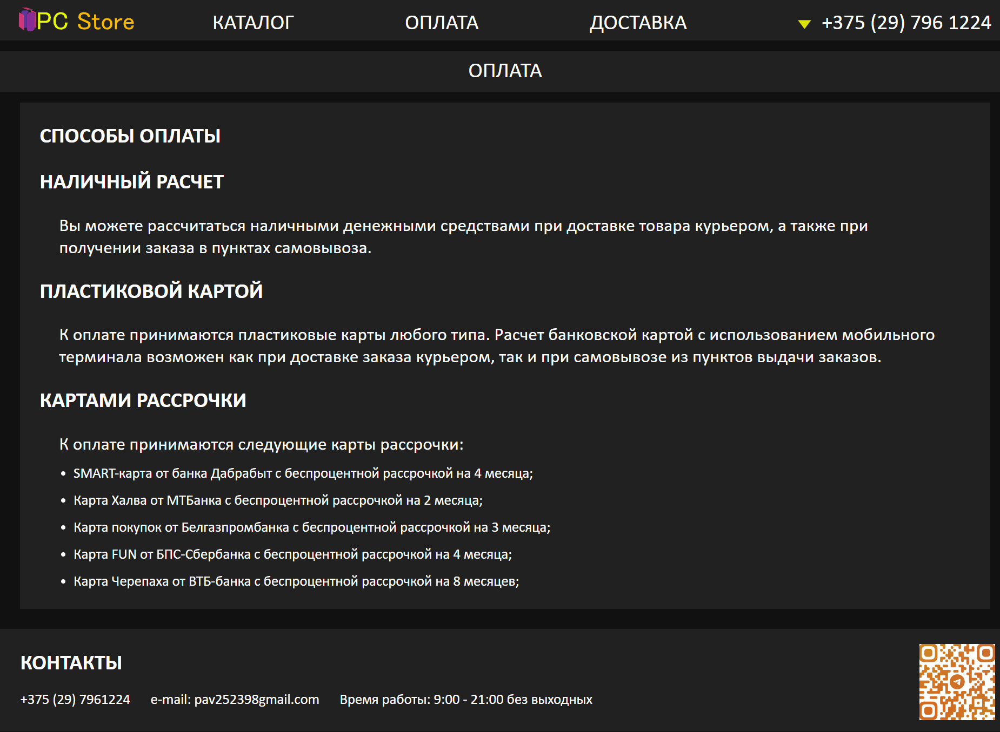 PC Store КАТАЛОГ ОПЛАТА ДОСТАВКА +375 (29) 796 1224
ОПЛАТА
СПОСОБЫ ОПЛАТЫ
НАЛИЧНЫЙ РАСЧЕТ
Вы можете рассчитаться наличными денежными средствами при доставке товара курьером, а также при
получении заказа в пунктах самовывоза.
ПЛАСТИКОВОЙ КАРТОЙ
К оплате принимаются пластиковые карты любого типа. Расчет банковской картой с использованием мобильного
терминала возможен как при доставке заказа курьером, так и при самовывозе из пунктов выдачи заказов.
КАРТАМИ РАССРОЧКИ
К оплате принимаются следующие карты рассрочки:
• SMART-карта от банка Дабрабыт с беспроцентной рассрочкой на 4 месяца;
• Карта Халва от МТБанка с беспроцентной рассрочкой на 2 месяца;
• Карта покупок от Белгазпромбанка с беспроцентной рассрочкой на 3 месяца;
• Карта FUN от БПС-Сбербанка с беспроцентной рассрочкой на 4 месяца;
• Карта Черепаха от ВТБ-банка с беспроцентной рассрочкой на 8 месяцев;
КОНТАКТЫ
+375 (29) 7961224 e-mail: pav252398gmail.com Время работы: 9:00 - 21:00 без выходных